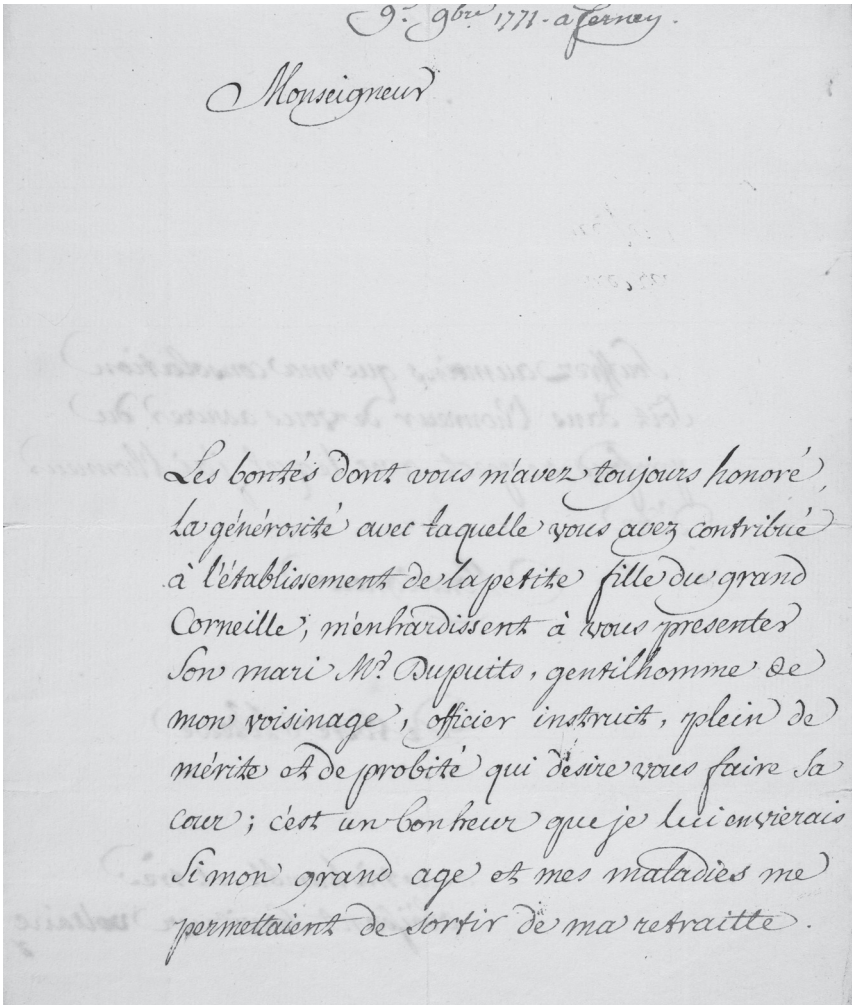 9.e 9bre 1771. a ferney.
Monseigneur
Les bontés dont vous m'avez toujours honoré,
la générosité avec laquelle vous avez contribué
à l'établissement de la petite fille du grand
Corneille, m'enhardissent à vous presenter
son mari Mr. Dupuits, gentilhomme de
mon voisinage, officier instruit, plein de
mérite et de probité qui désire vous faire sa
cour; c'est un bonheur que je lui envierais
si mon grand age et mes maladies me
permettaient de sortir de ma retraitte.